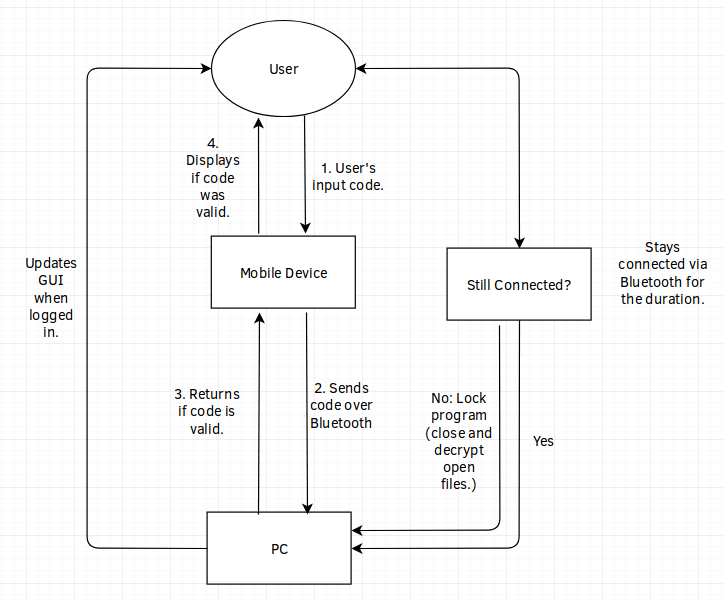 User
4.
Displays
if code
was
valid.
1. User's
input code.
Updates
GUI
when
logged
in.
Mobile Device
Still Connected?
Stays
connected via
Bluetooth for
the duration.
3. Returns
if code is
valid.
2. Sends
code over
Bluetooth
No: Lock
program
(close and
decrypt
open
files.)
Yes
PC